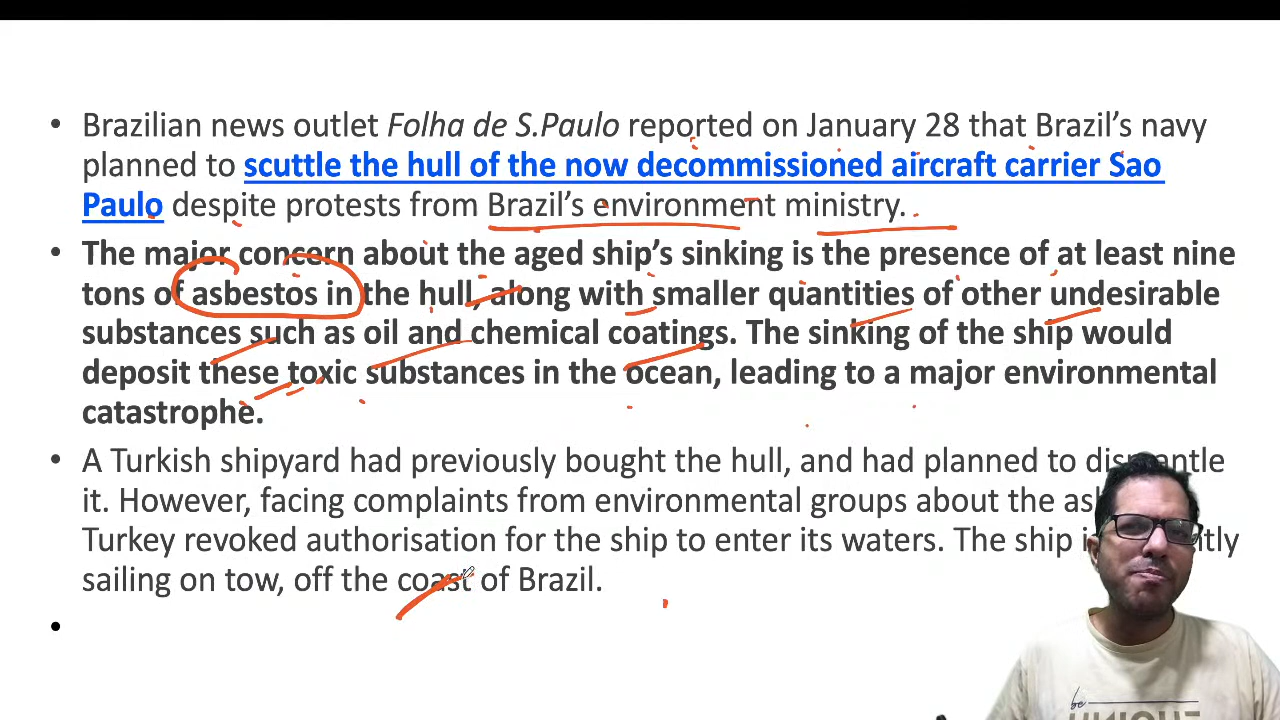 • Brazilian news outlet Folha de S.Paulo reported on January 28 that Brazil’s navy
planned to scuttle the hull of the now decommissioned aircraft carrier Sao
Paulo despite protests from Brazil’s environment ministry.
• The major concern about the aged ship’s sinking is the presence of at least nine
tons of asbestos in the hull, along with smaller quantities of other undesirable
substances such as oil and chemical coatings. The sinking of the ship would
deposit these toxic substances in the ocean, leading to a major environmental
catastrophe.
• A Turkish shipyard had previously bought the hull, and had planned to dismantle
it. However, facing complaints from environmental groups about the
Turkey revoked authorisation for the ship to enter its waters. The ship
sailing on tow, off the coast of Brazil.
•
be
UNIQUE